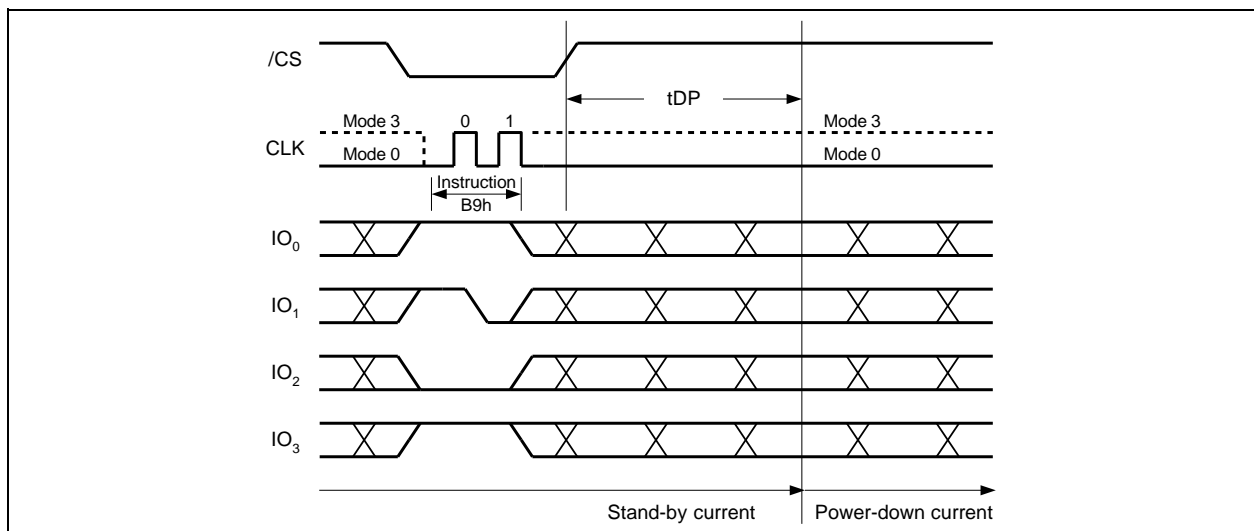 /CS
tDP
Mode 3 0 1 Mode 3
CLK
Mode 0 Mode 0
Instruction
B9h
IO0
IO1
IO2
IO3
Stand-by current Power-down current